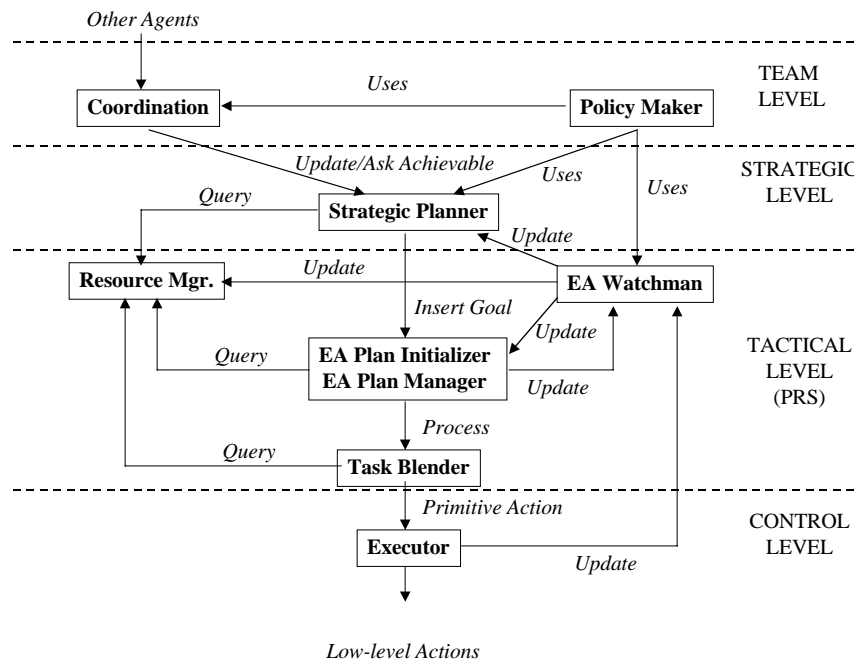 Other Agents
Uses
TEAM
LEVEL
Coordination
Policy Maker
Update/Ask Achievable
Uses
Uses
STRATEGIC
LEVEL
Query
Strategic Planner
Update
Resource Mgr.
Update
EA Watchman
Insert Goal
Update
TACTICAL
LEVEL
(PRS)
Query
EA Plan Initializer
EA Plan Manager
Update
Process
Query
Task Blender
Primitive Action
CONTROL
LEVEL
Executor
Update
Low-level Actions